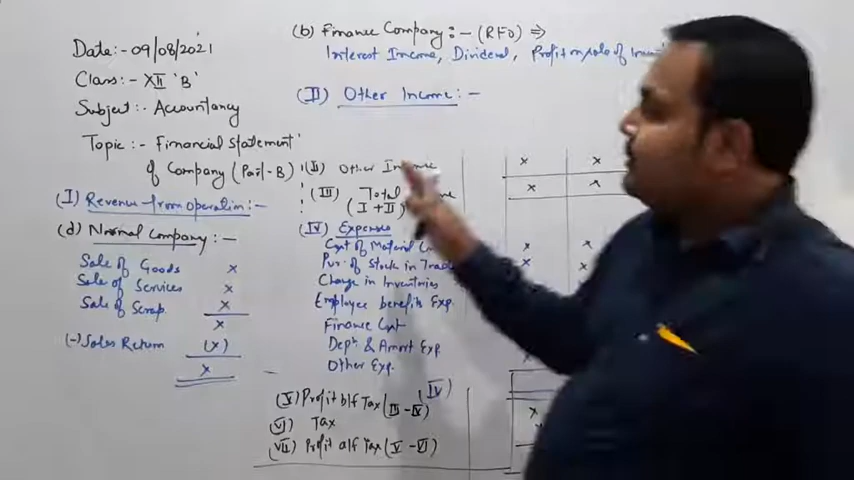 Date:- 09/08/2021
Class:- XII 'B'
Subject:- Accountancy
Topic:- Financial statement
of Company (Part-B)
(I) Revenue from operation:-
(a) Normal Company:-
Sale of Goods x
Sale of Services x
Sale of Scrap x
x
(-) Sales Return (x)
x
(b) Finance Company:- (RFO) ⇒
Interest Income, Dividend, Profit on sale of
(II) Other Income:-
(II) Other Income x x
(III) Total x x
(I + II)
(IV) Expenses
Cost of Material x x
Pur. of Stock in x x
Change in Inventories
Employee benefit Exp.
Finance Cost
Depn & Amort Exp
Other Exp.
(IV)
(V) Profit b/f Tax (III - IV) x
(VI) Tax
(VII) Profit a/f Tax (V - VI)